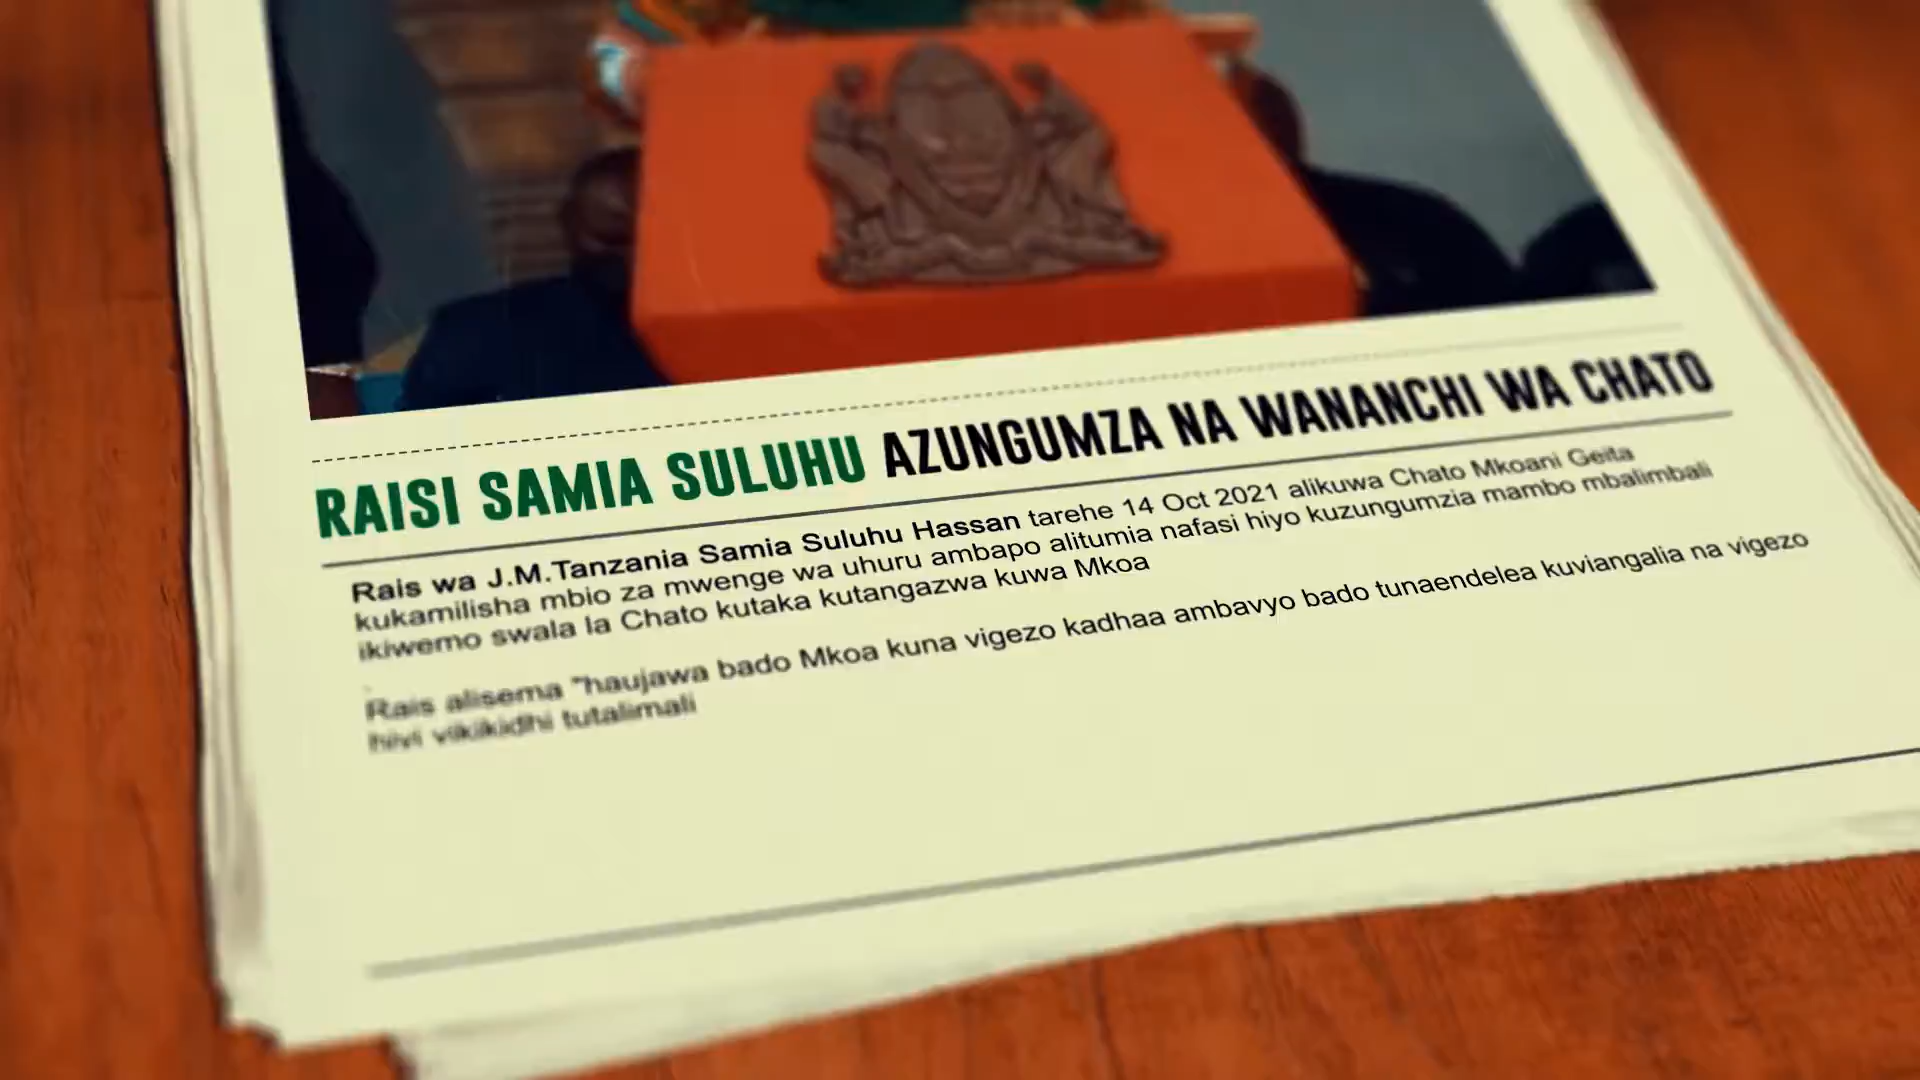 RAISI SAMIA SULUHU AZUNGUMZA NA WANANCHI WA CHATO
Rais wa J.M.Tanzania Samia Suluhu Hassan tarehe 14 Oct 2021 alikuwa Chato Mkoani Geita
kukamilisha mbio za mwenge wa uhuru ambapo alitumia nafasi hiyo kuzungumzia mambo mbalimbali
ikiwemo swala la Chato kutaka kutangazwa kuwa Mkoa
.
Rais alisema "haujawa bado Mkoa kuna vigezo kadhaa ambavyo bado tunaendelea kuviangalia na vigezo
hivi vikikidhi tutalimali